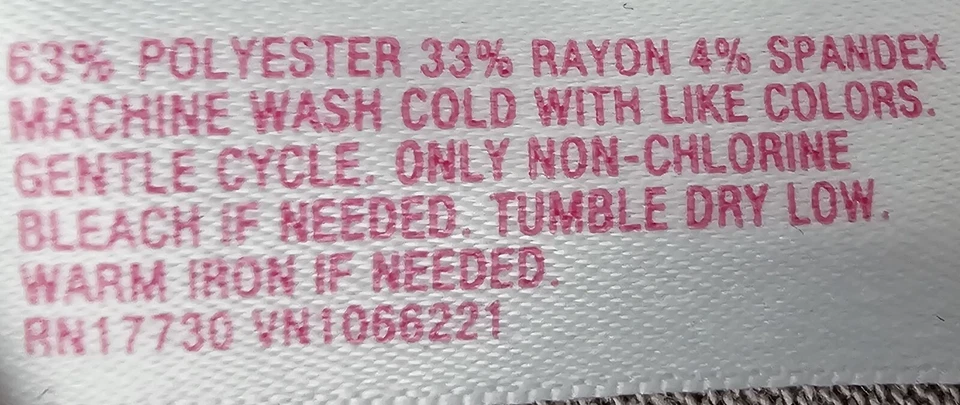 63% POLYESTER 33% RAYON 4% SPANDEX
MACHINE WASH COLD WITH LIKE COLORS.
GENTLE CYCLE. ONLY NON-CHLORINE
BLEACH IF NEEDED. TUMBLE DRY LOW.
WARM IRON IF NEEDED.
RN17730 VN1066221